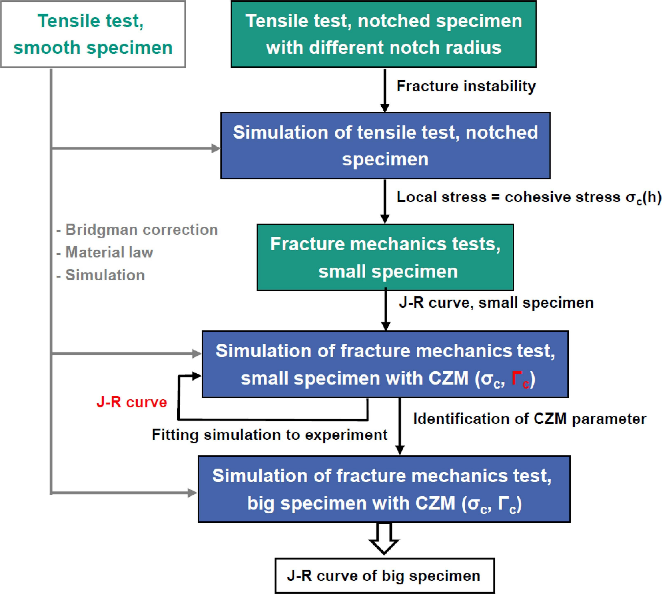 Tensile test,
smooth specimen
Tensile test, notched specimen
with different notch radius
Fracture instability
Simulation of tensile test, notched
specimen
Local stress = cohesive stress σc(h)
- Bridgman correction
- Material law
- Simulation
Fracture mechanics tests,
small specimen
J-R curve, small specimen
Simulation of fracture mechanics test,
small specimen with CZM (σc, Γc)
J-R curve
Fitting simulation to experiment
Identification of CZM parameter
Simulation of fracture mechanics test,
big specimen with CZM (σc, Γc)
J-R curve of big specimen